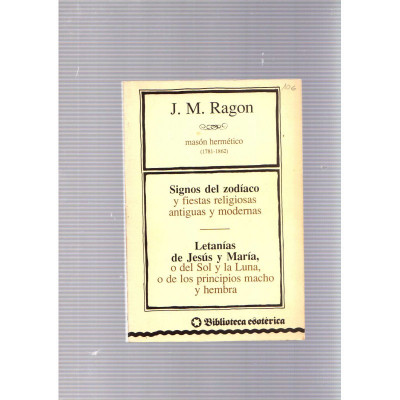 J. M. Ragon
masón hermético
(1781-1862)
Signos del zodíaco
y fiestas religiosas
antiguas y modernas
Letanías
de Jesús y María,
o del Sol y la Luna,
o de los principios macho
y hembra
Biblioteca esotérica